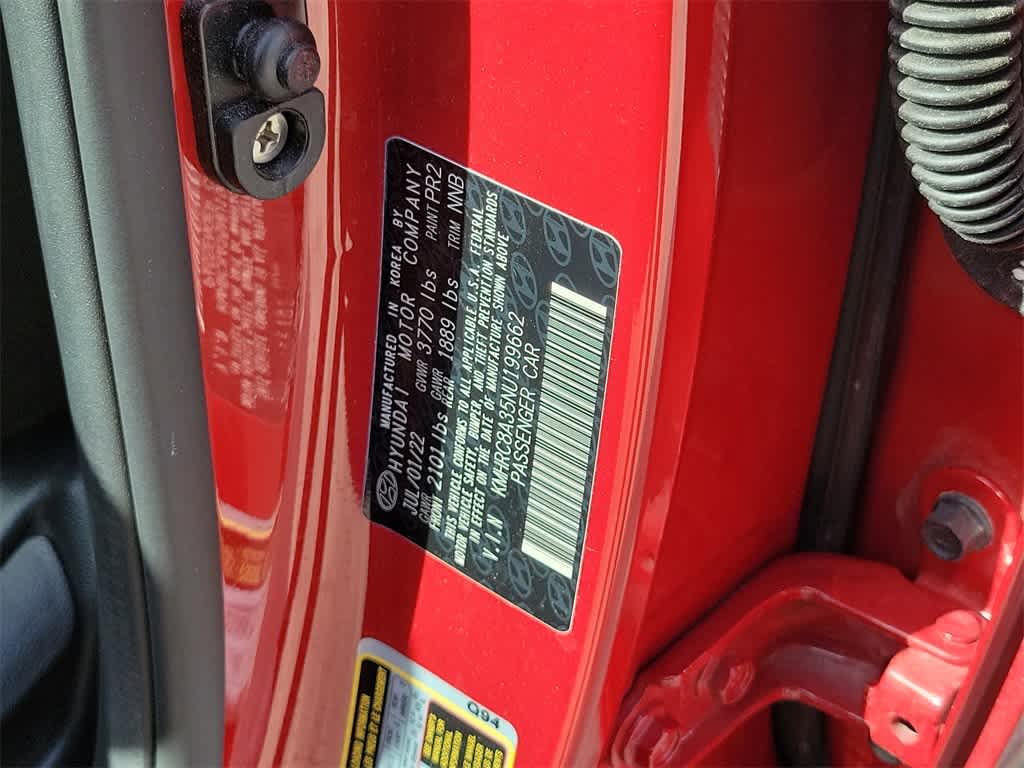 MANUFACTURED IN KOREA BY
HYUNDAI MOTOR COMPANY
JUL/01/22 GVWR 3770 lbs PAINT PR2
GAWR FRONT 2101 lbs GAWR REAR 1889 lbs TRIM NNB
THIS VEHICLE CONFORMS TO ALL APPLICABLE U.S.A. FEDERAL
MOTOR VEHICLE SAFETY, BUMPER, AND THEFT PREVENTION STANDARDS
IN EFFECT ON THE DATE OF MANUFACTURE SHOWN ABOVE
V.I.N KMHRC8A35NU199662
PASSENGER CAR
Q94